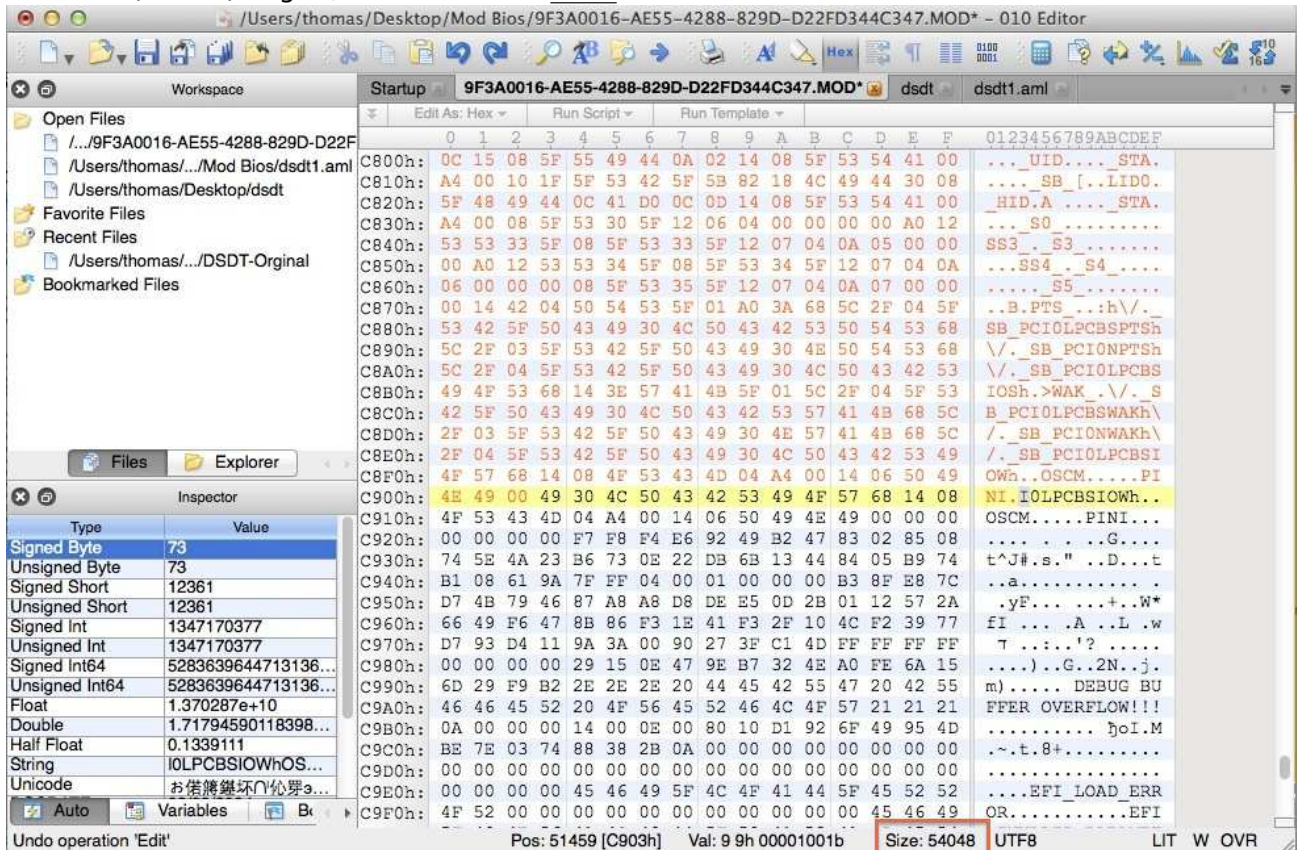 /Users/thomas/Desktop/Mod Bios/9F3A0016-AE55-4288-829D-D22FD344C347.MOD* - 010 Editor
Workspace
Open Files
/.../9F3A0016-AE55-4288-829D-D22F
/Users/thomas/.../Mod Bios/dsdt1.aml
/Users/thomas/Desktop/dsdt
Favorite Files
Recent Files
/Users/thomas/.../DSDT-Orginal
Bookmarked Files
Files Explorer
Inspector
Type Value
Signed Byte 73
Unsigned Byte 73
Signed Short 12361
Unsigned Short 12361
Signed Int 1347170377
Unsigned Int 1347170377
Signed Int64 5283639644713136...
Unsigned Int64 5283639644713136...
Float 1.370287e+10
Double 1.71794590118398...
Half Float 0.1339111
String I0LPCBSIOWhOS...
Unicode
Auto Variables
Startup 9F3A0016-AE55-4288-829D-D22FD344C347.MOD* dsdt dsdt1.aml
Edit As: Hex Run Script Run Template
0 1 2 3 4 5 6 7 8 9 A B C D E F 0123456789ABCDEF
C800h: 0C 15 08 5F 55 49 44 0A 02 14 08 5F 53 54 41 00 ..._UID...._STA.
C810h: A4 00 10 1F 5F 53 42 5F 5B 82 18 4C 49 44 30 08 ...._SB_[..LID0.
C820h: 5F 48 49 44 0C 41 D0 0C 0D 14 08 5F 53 54 41 00 _HID.A ...._STA.
C830h: A4 00 08 5F 53 30 5F 12 06 04 00 00 00 00 A0 12 ..._S0_.........
C840h: 53 53 33 5F 08 5F 53 33 5F 12 07 04 0A 05 00 00 SS3_._S3_.......
C850h: 00 A0 12 53 53 34 5F 08 5F 53 34 5F 12 07 04 0A ...SS4_._S4_....
C860h: 06 00 00 00 08 5F 53 35 5F 12 07 04 0A 07 00 00 ....._S5_.......
C870h: 00 14 42 04 50 54 53 5F 01 A0 3A 68 5C 2F 04 5F ..B.PTS_..:h\/._
C880h: 53 42 5F 50 43 49 30 4C 50 43 42 53 50 54 53 68 SB_PCI0LPCBSPTSh
C890h: 5C 2F 03 5F 53 42 5F 50 43 49 30 4E 50 54 53 68 \/._SB_PCI0NPTSh
C8A0h: 5C 2F 04 5F 53 42 5F 50 43 49 30 4C 50 43 42 53 \/._SB_PCI0LPCBS
C8B0h: 49 4F 53 68 14 3E 57 41 4B 5F 01 5C 2F 04 5F 53 IOSh.>WAK_.\/._S
C8C0h: 42 5F 50 43 49 30 4C 50 43 42 53 57 41 4B 68 5C B_PCI0LPCBSWAKh\
C8D0h: 2F 03 5F 53 42 5F 50 43 49 30 4E 57 41 4B 68 5C /._SB_PCI0NWAKh\
C8E0h: 2F 04 5F 53 42 5F 50 43 49 30 4C 50 43 42 53 49 /._SB_PCI0LPCBSI
C8F0h: 4F 57 68 14 08 4F 53 43 4D 04 A4 00 14 06 50 49 OWh..OSCM.....PI
C900h: 4E 49 00 49 30 4C 50 43 42 53 49 4F 57 68 14 08 NI.I0LPCBSIOWh..
C910h: 4F 53 43 4D 04 A4 00 14 06 50 49 4E 49 00 00 00 OSCM.....PINI...
C920h: 00 00 00 00 F7 F8 F4 E6 92 49 B2 47 83 02 85 08
C930h: 74 5E 4A 23 B6 73 0E 22 DB 6B 13 44 84 05 B9 74
C940h: B1 08 61 9A 7F FF 04 00 01 00 00 00 B3 8F E8 7C
C950h: D7 4B 79 46 87 A8 A8 D8 DE E5 0D 2B 01 12 57 2A
C960h: 66 49 F6 47 8B 86 F3 1E 41 F3 2F 10 4C F2 39 77
C970h: D7 93 D4 11 9A 3A 00 90 27 3F C1 4D FF FF FF FF
C980h: 00 00 00 00 29 15 0E 47 9E B7 32 4E A0 FE 6A 15 ....)..G..2N..j.
C990h: 6D 29 F9 B2 2E 2E 2E 20 44 45 42 55 47 20 42 55 m)..... DEBUG BU
C9A0h: 46 46 45 52 20 4F 56 45 52 46 4C 4F 57 21 21 21 FFER OVERFLOW!!!
C9B0h: 0A 00 00 00 14 00 0E 00 80 10 D1 92 6F 49 95 4D
C9C0h: BE 7E 03 74 88 38 2B 0A 00 00 00 00 00 00 00 00 .~.t.8+.........
C9D0h: 00 00 00 00 00 00 00 00 00 00 00 00 00 00 00 00 ................
C9E0h: 00 00 00 00 45 46 49 5F 4C 4F 41 44 5F 45 52 52 ....EFI_LOAD_ERR
C9F0h: 4F 52 00 00 00 00 00 00 00 00 00 00 00 45 46 49 OR...........EFI
Undo operation 'Edit' Pos: 51459 [C903h] Val: 9 9h 00001001b Size: 54048 UTF8 LIT W OVR